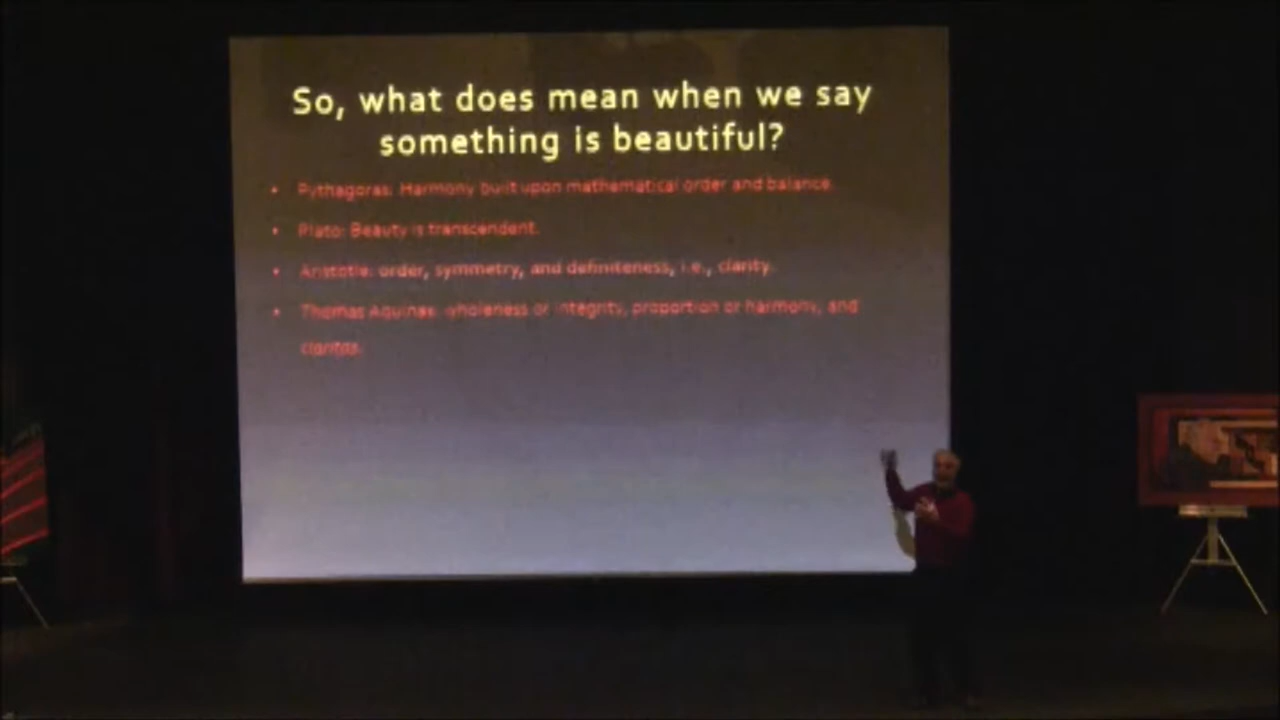 So, what does mean when we say
something is beautiful?
• Pythagoras: Harmony built upon mathematical order and balance.
• Plato: Beauty is transcendent.
• Aristotle: order, symmetry, and definiteness, i.e., clarity.
• Thomas Aquinas: wholeness or integrity, proportion or harmony, and
claritas.